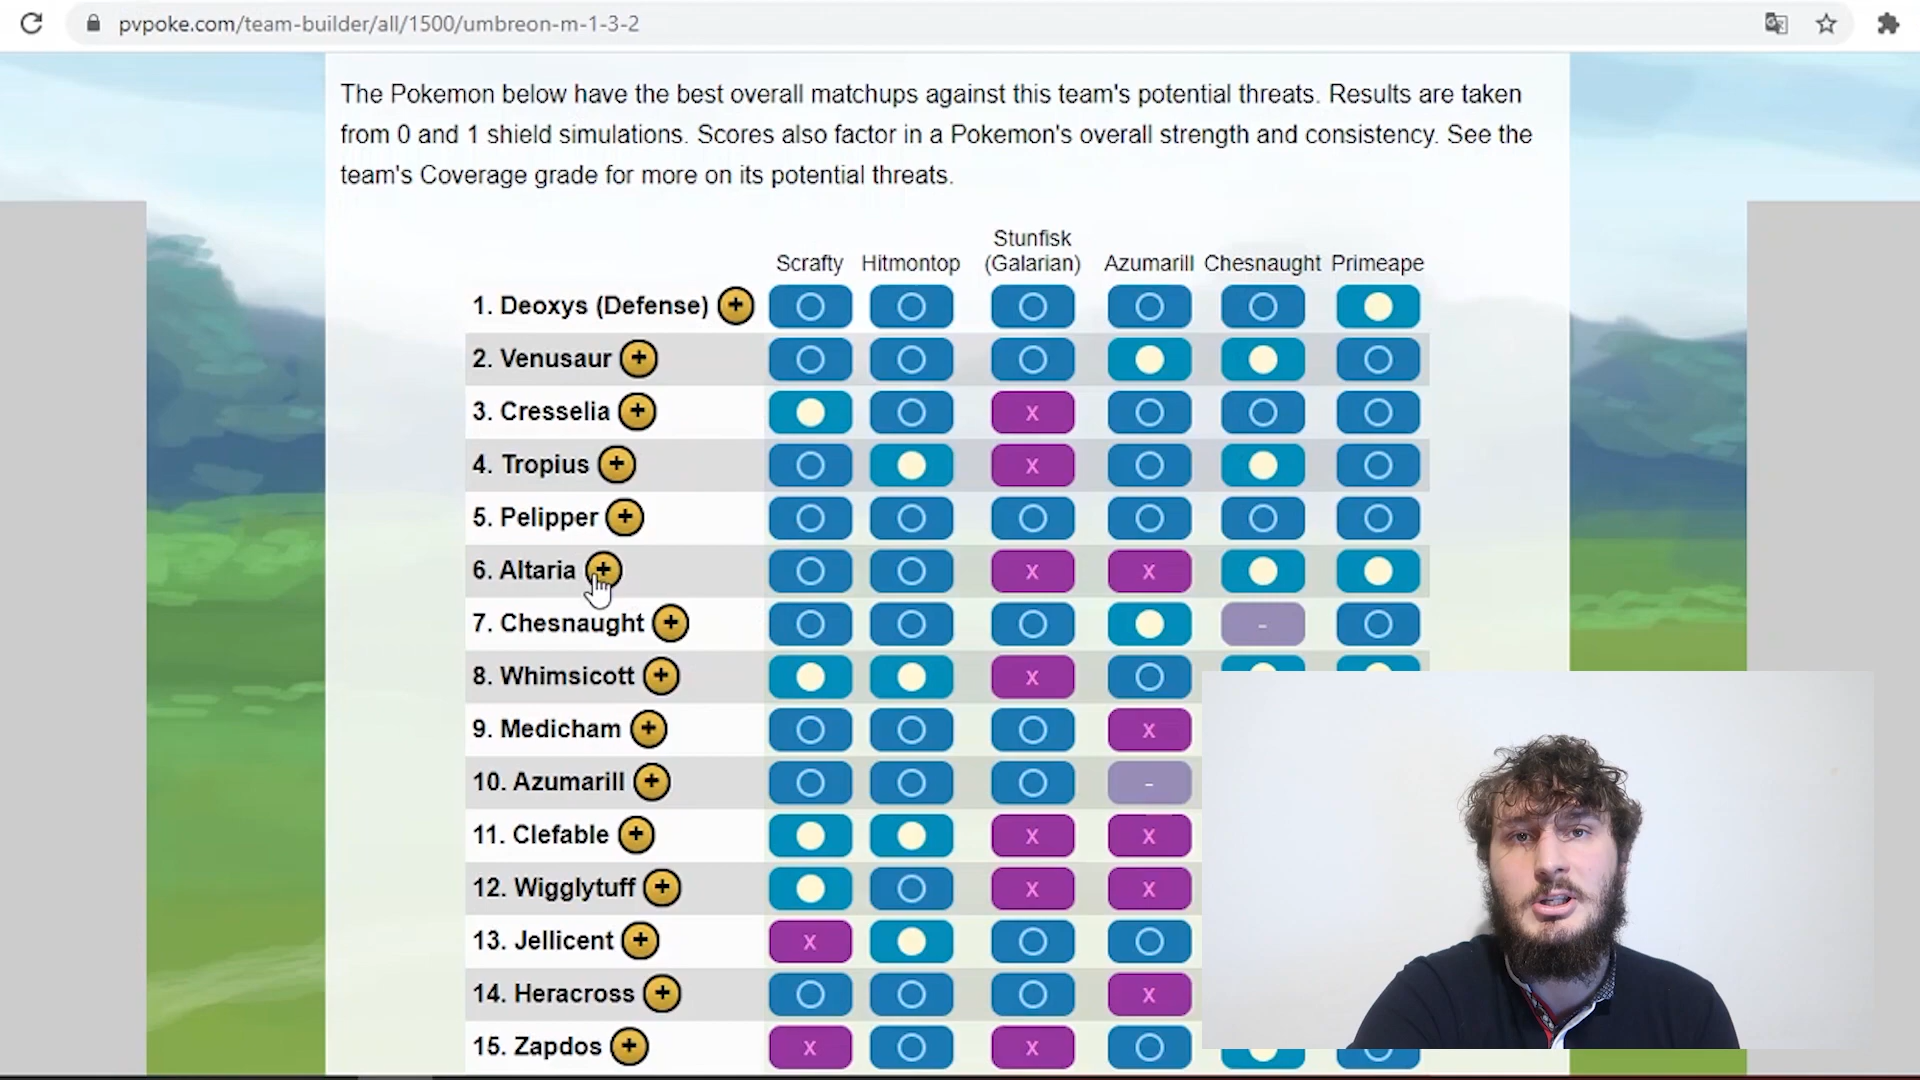 pvpoke.com/team-builder/all/1500/umbreon-m-1-3-2
The Pokemon below have the best overall matchups against this team's potential threats. Results are taken
from 0 and 1 shield simulations. Scores also factor in a Pokemon's overall strength and consistency. See the
team's Coverage grade for more on its potential threats.
Scrafty Hitmontop Stunfisk (Galarian) Azumarill Chesnaught Primeape
1. Deoxys (Defense) +
2. Venusaur +
3. Cresselia + x
4. Tropius + x
5. Pelipper +
6. Altaria + x x
7. Chesnaught + -
8. Whimsicott + x
9. Medicham + x
10. Azumarill + -
11. Clefable + x x
12. Wigglytuff + x x
13. Jellicent + x
14. Heracross + x
15. Zapdos + x x